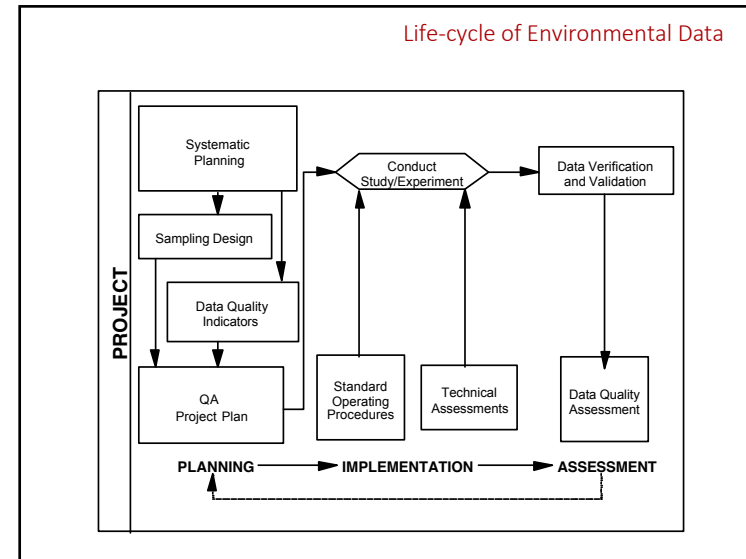 Life-cycle of Environmental Data
PROJECT
Systematic
Planning
Sampling Design
Data Quality
Indicators
QA
Project Plan
Conduct
Study/Experiment
Standard
Operating
Procedures
Technical
Assessments
Data Verification
and Validation
Data Quality
Assessment
PLANNING IMPLEMENTATION ASSESSMENT